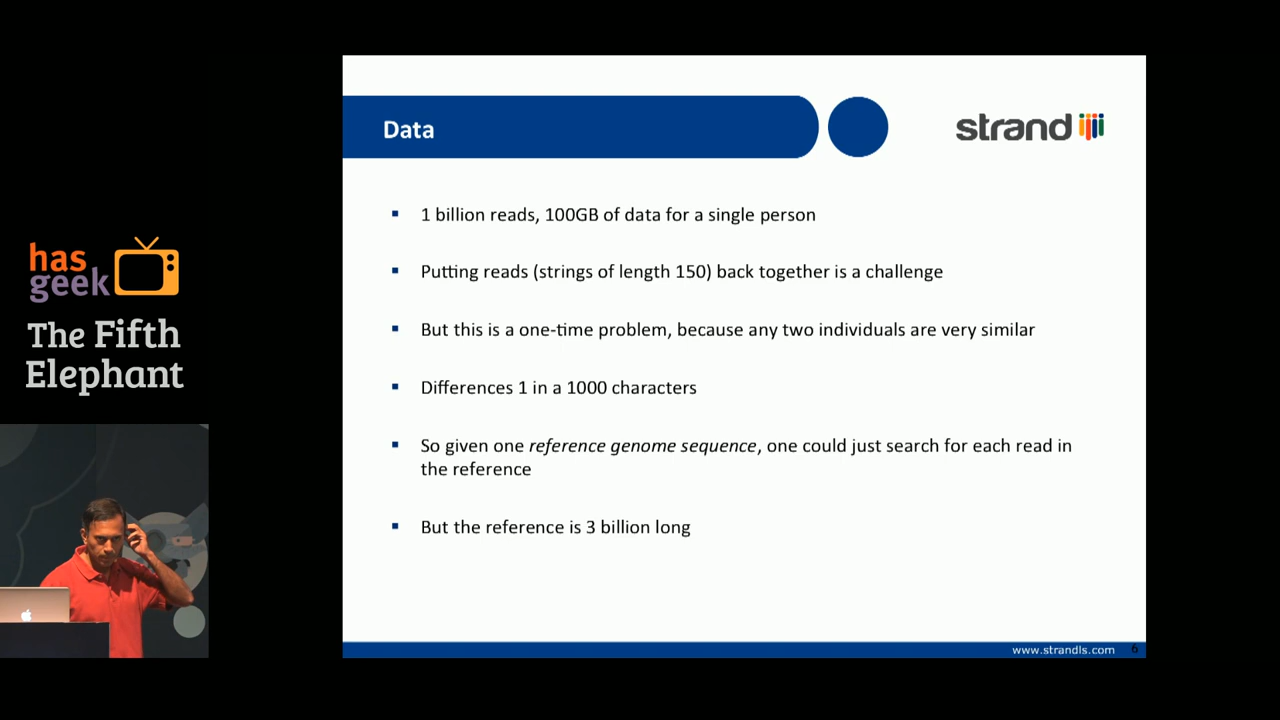 Data
strand
1 billion reads, 100GB of data for a single person
Putting reads (strings of length 150) back together is a challenge
But this is a one-time problem, because any two individuals are very similar
Differences 1 in a 1000 characters
So given one reference genome sequence, one could just search for each read in
the reference
But the reference is 3 billion long
www.strandls.com 6
has
geek
The Fifth
Elephant